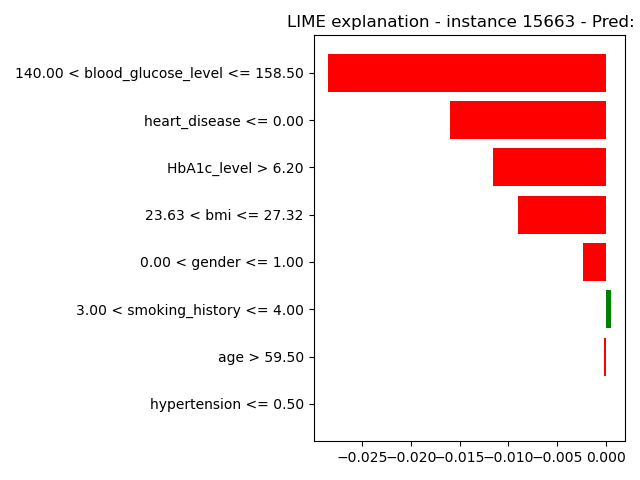 LIME explanation - instance 15663 - Pred:
140.00 < blood_glucose_level <= 158.50
heart_disease <= 0.00
HbA1c_level > 6.20
23.63 < bmi <= 27.32
0.00 < gender <= 1.00
3.00 < smoking_history <= 4.00
age > 59.50
hypertension <= 0.50
−0.025 −0.020 −0.015 −0.010 −0.005 0.000